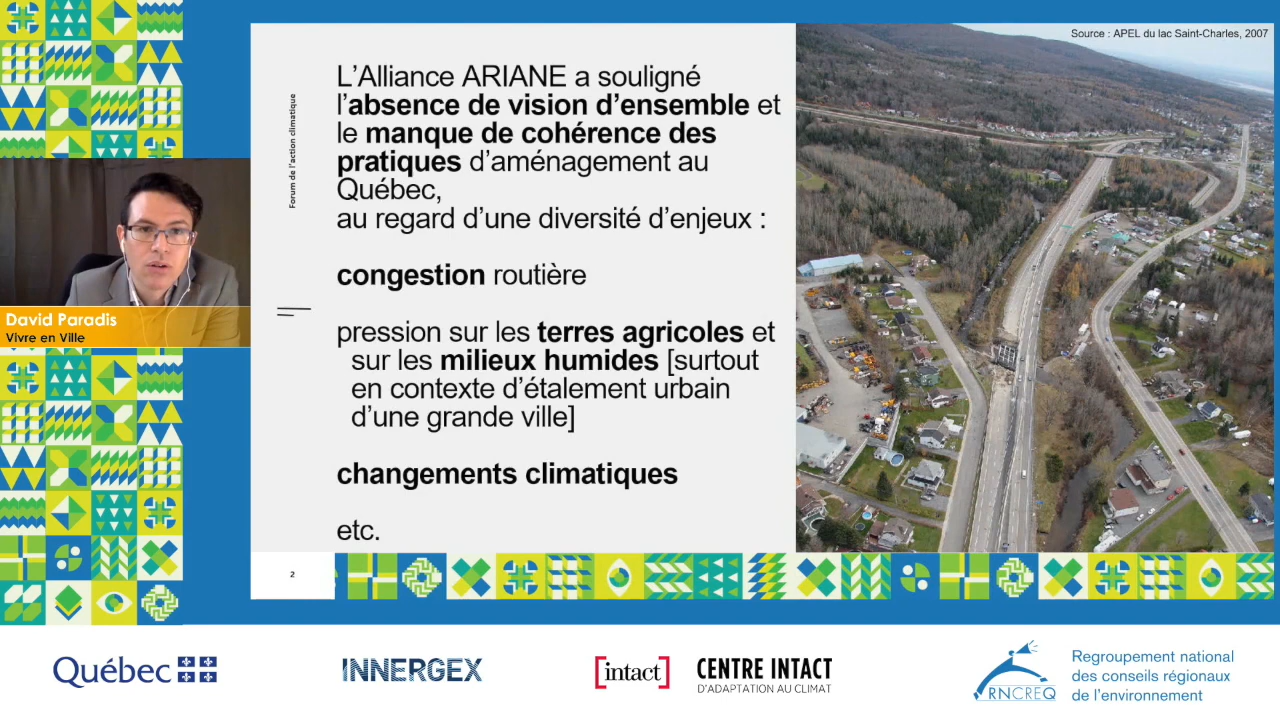 Source : APEL du lac Saint-Charles, 2007
Forum de l'action climatique
L'Alliance ARIANE a souligné
l'absence de vision d'ensemble et
le manque de cohérence des
pratiques d'aménagement au
Québec,
au regard d'une diversité d'enjeux :
congestion routière
pression sur les terres agricoles et
sur les milieux humides [surtout
en contexte d'étalement urbain
d'une grande ville]
changements climatiques
etc.
2
David Paradis
Vivre en Ville
Québec
INNERGEX
[intact]
CENTRE INTACT
D'ADAPTATION AU CLIMAT
RNCREQ
Regroupement national
des conseils régionaux
de l'environnement